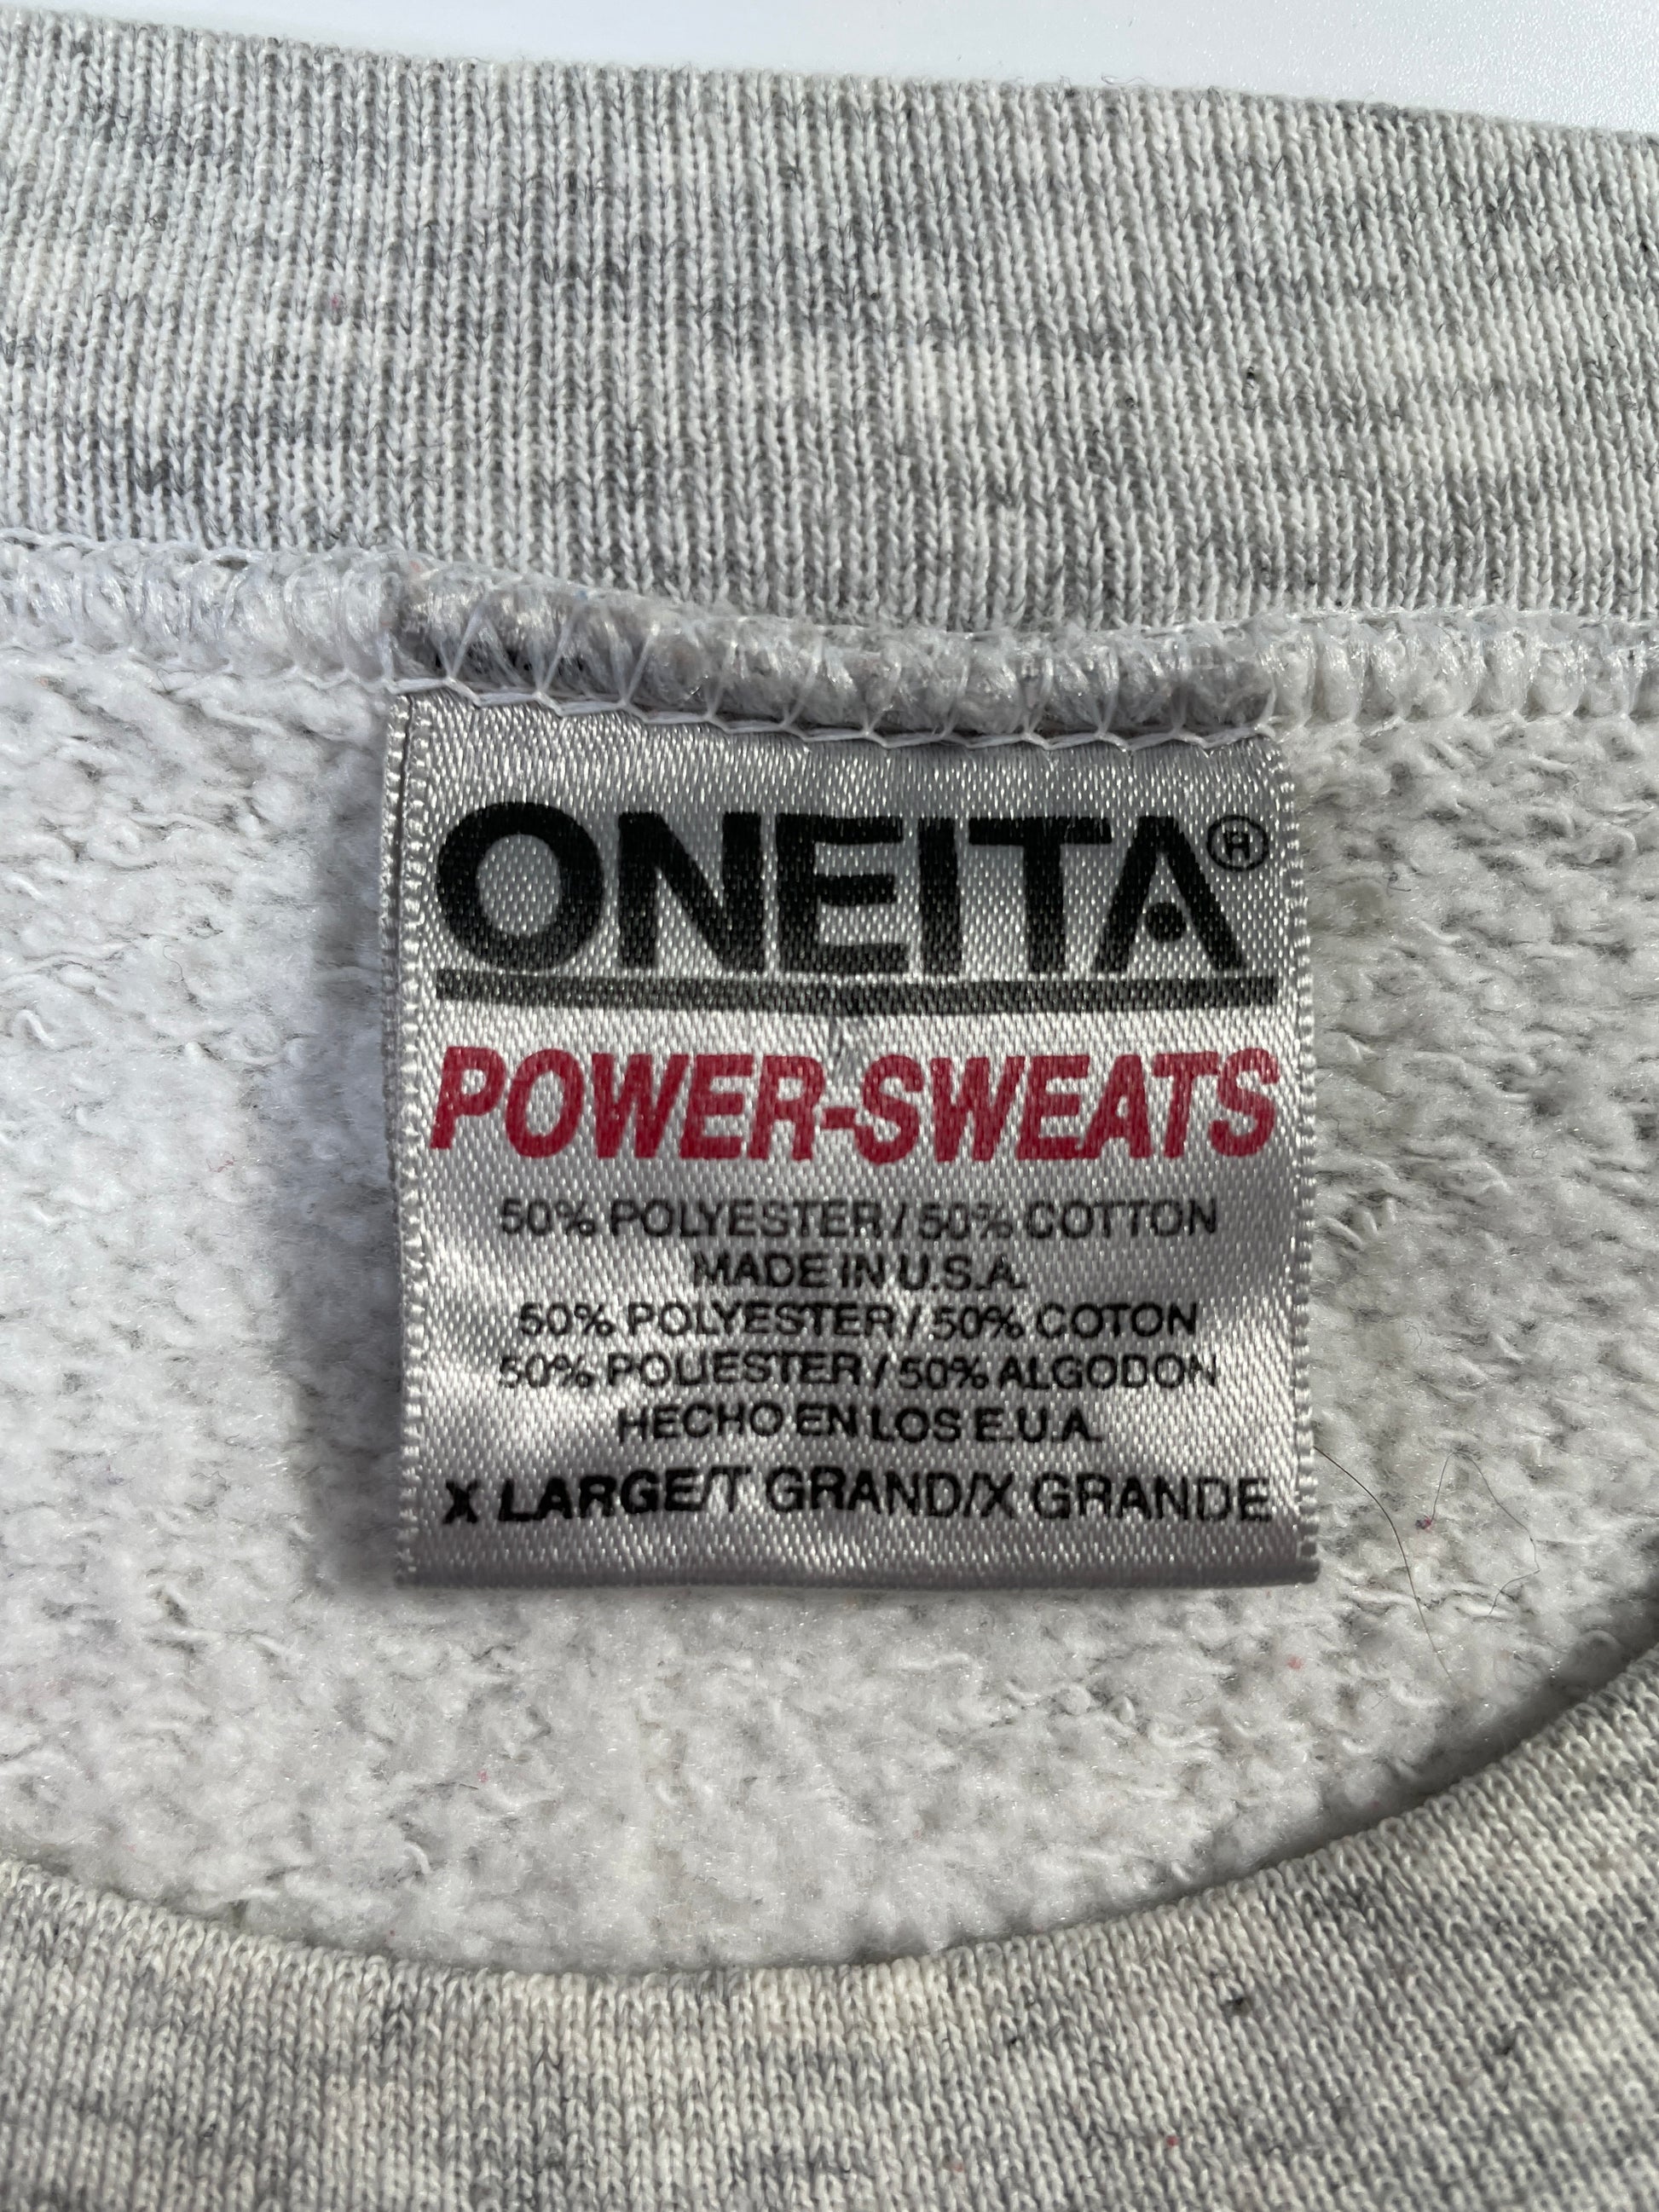 ONEITA®
POWER-SWEATS
50% POLYESTER / 50% COTTON
MADE IN U.S.A.
50% POLYESTER / 50% COTON
50% POLIESTER / 50% ALGODON
HECHO EN LOS E.U.A.
X LARGE/T GRAND/X GRANDE